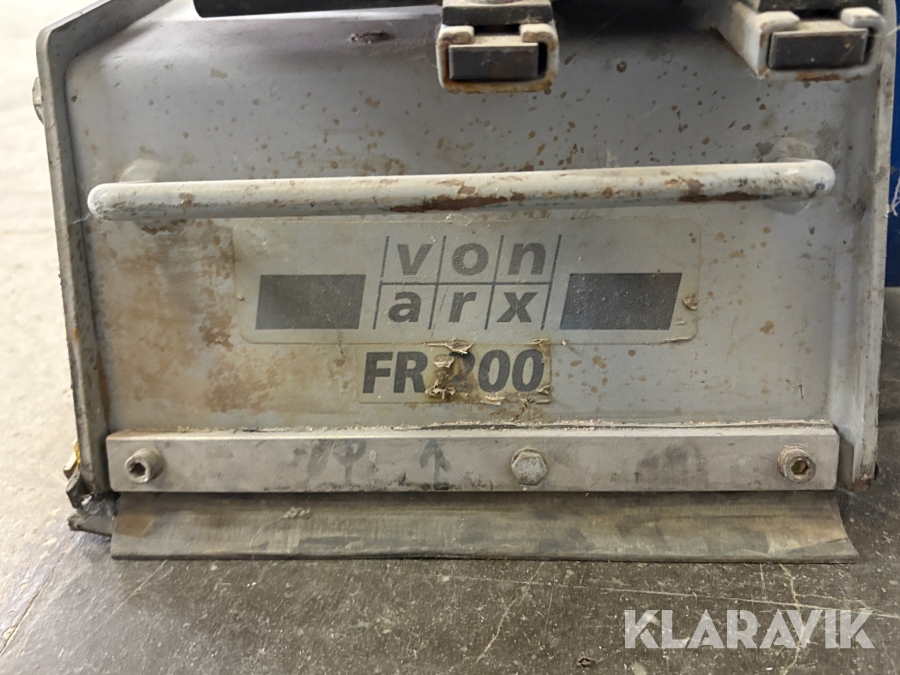 von
arx
FR 200
KLARAVIK